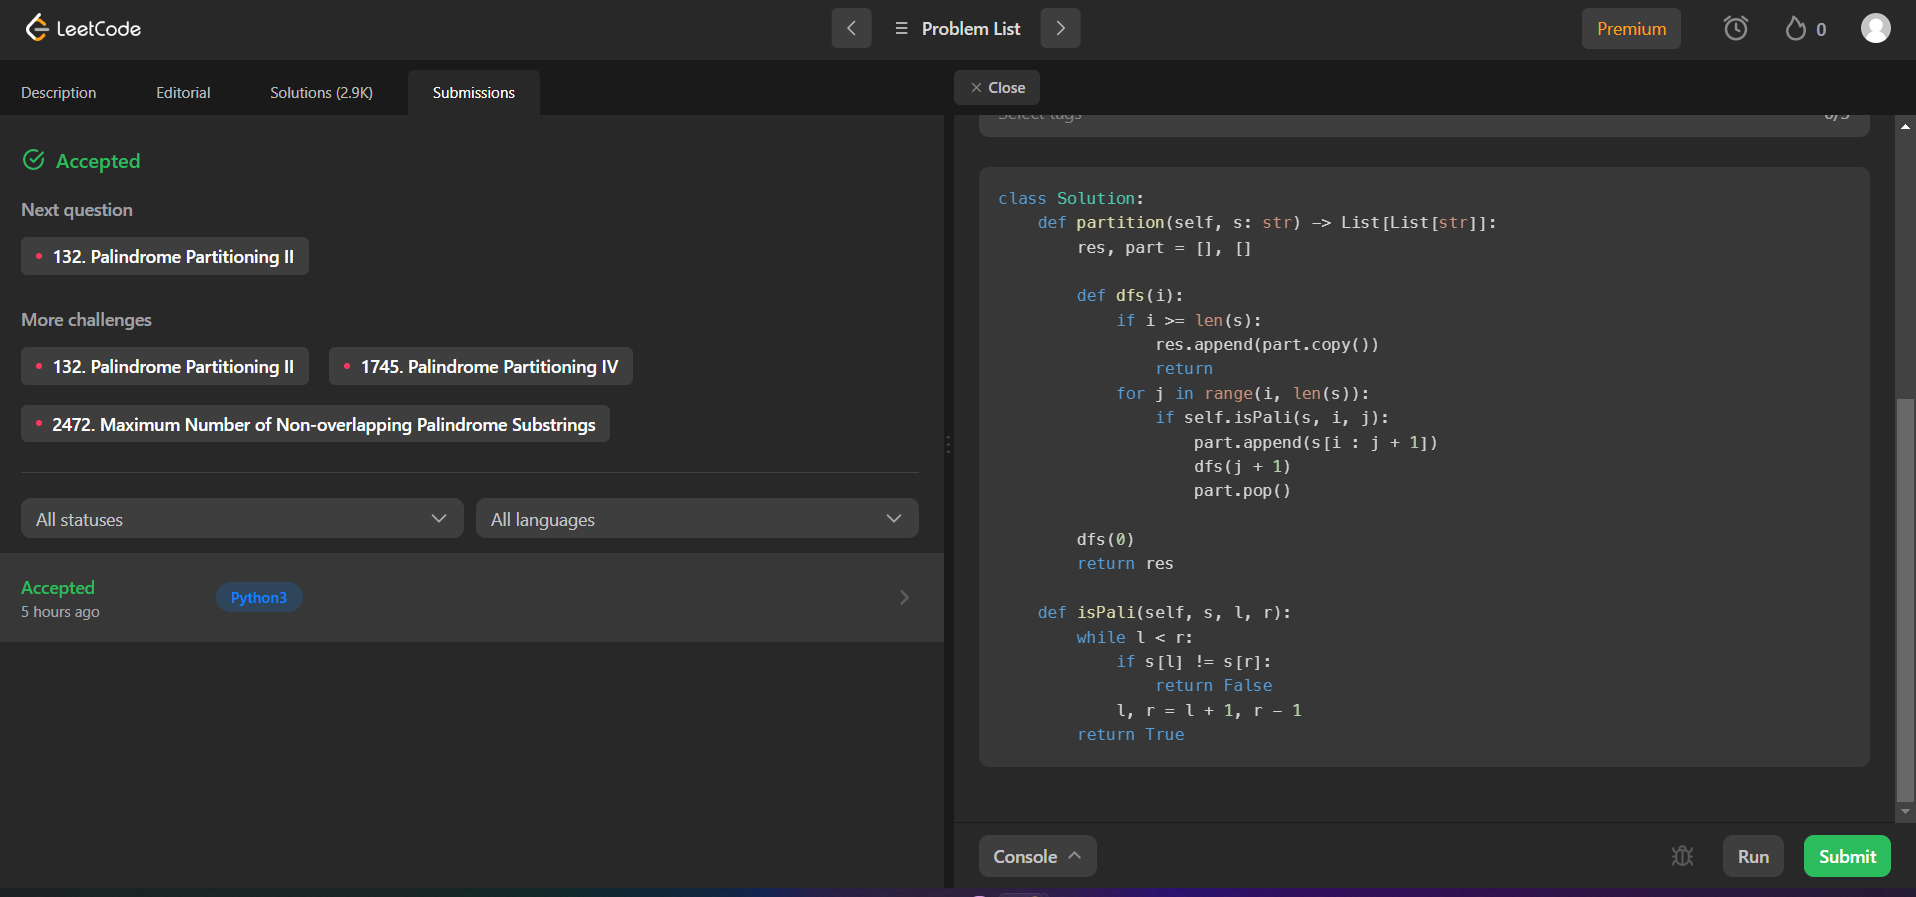 LeetCode
Problem List
Premium
0
Description
Editorial
Solutions (2.9K)
Submissions
Close
Select tags
0/5
Accepted
Next question
132. Palindrome Partitioning II
More challenges
132. Palindrome Partitioning II
1745. Palindrome Partitioning IV
2472. Maximum Number of Non-overlapping Palindrome Substrings
All statuses
All languages
Accepted
5 hours ago
Python3
class Solution:
    def partition(self, s: str) -> List[List[str]]:
        res, part = [], []
        def dfs(i):
            if i >= len(s):
                res.append(part.copy())
                return
            for j in range(i, len(s)):
                if self.isPali(s, i, j):
                    part.append(s[i : j + 1])
                    dfs(j + 1)
                    part.pop()
        dfs(0)
        return res
    def isPali(self, s, l, r):
        while l < r:
            if s[l] != s[r]:
                return False
            l, r = l + 1, r - 1
        return True
Console
Run
Submit